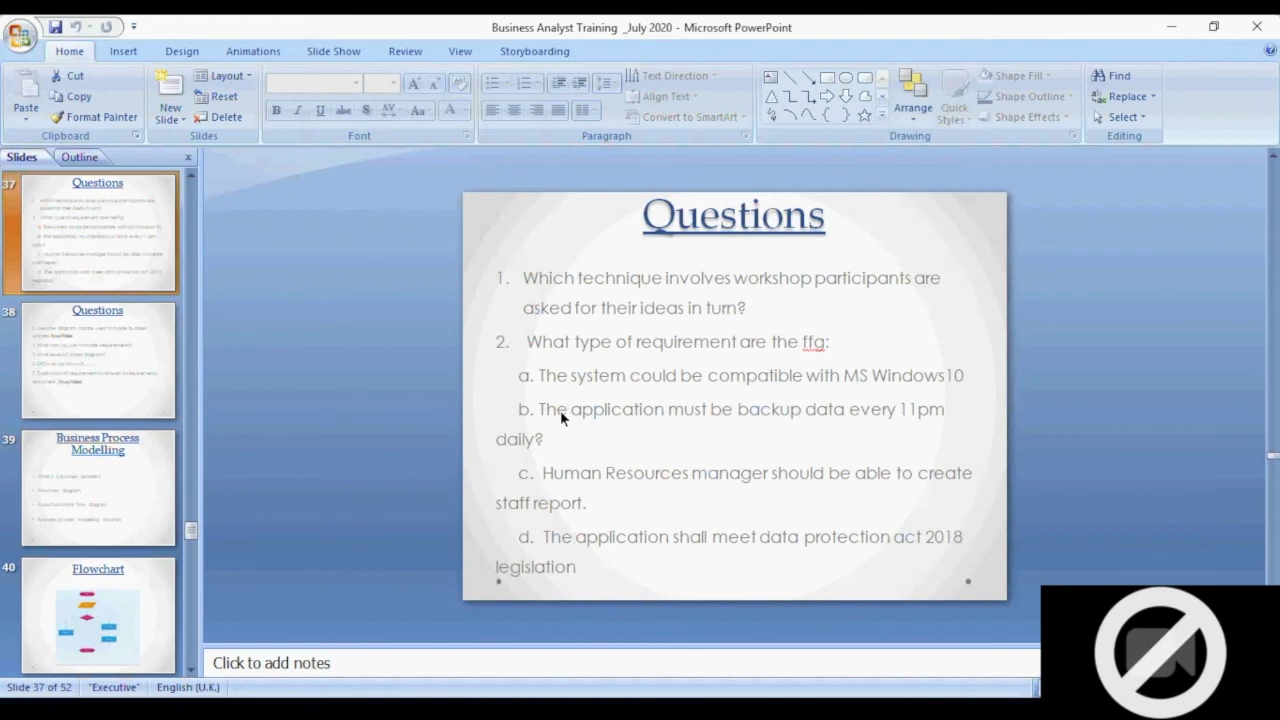 Business Analyst Training _July 2020 - Microsoft PowerPoint
Home Insert Design Animations Slide Show Review View Storyboarding
Paste
Cut
Copy
Format Painter
Clipboard
New Slide
Layout
Reset
Delete
Slides
B I U abe S AV Aa A
Font
Paragraph
Text Direction
Align Text
Convert to SmartArt
Arrange
Quick Styles
Shape Fill
Shape Outline
Shape Effects
Drawing
Find
Replace
Select
Editing
Slides Outline x
37
Questions
38
Questions
39
Business Process
Modelling
40
Flowchart
Questions
1. Which technique involves workshop participants are
asked for their ideas in turn?
2. What type of requirement are the ffg:
a. The system could be compatible with MS Windows10
b. The application must be backup data every 11pm
daily?
c. Human Resources manager should be able to create
staff report.
d. The application shall meet data protection act 2018
legislation
Click to add notes
Slide 37 of 52 "Executive" English (U.K.)